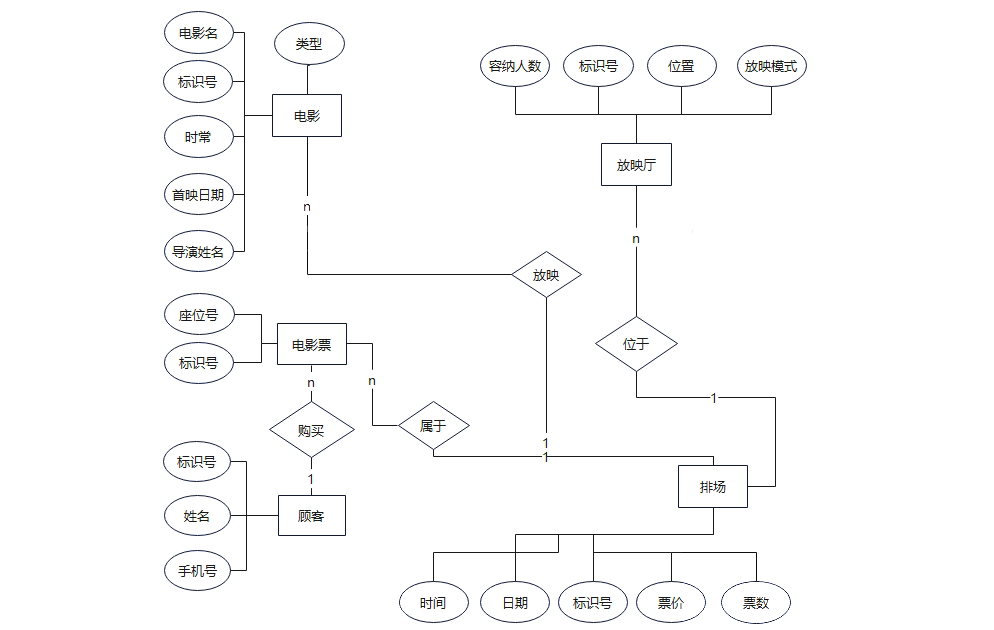 电影名
类型
标识号
时常
首映日期
导演姓名
电影
n
容纳人数
标识号
位置
放映模式
放映厅
n
放映
位于
1
座位号
标识号
电影票
n
n
购买
属于
1
1
1
标识号
姓名
手机号
顾客
排场
时间
日期
标识号
票价
票数